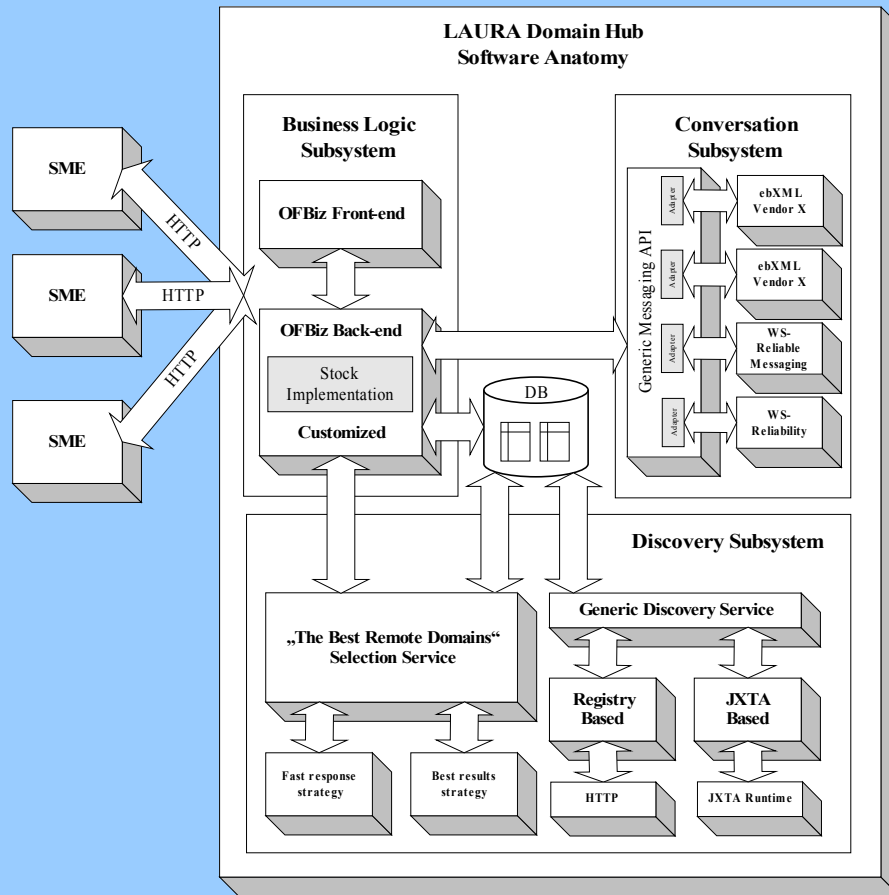 LAURA Domain Hub
Software Anatomy
Business Logic
Subsystem
Conversation
Subsystem
SME
SME
SME
HTTP
HTTP
HTTP
OFBiz Front-end
OFBiz Back-end
Stock
Implementation
Customized
DB
Generic Messaging API
Adapter
Adapter
Adapter
Adapter
ebXML
Vendor X
ebXML
Vendor X
WS-
Reliable
Messaging
WS-
Reliability
Discovery Subsystem
„The Best Remote Domains“
Selection Service
Fast response
strategy
Best results
strategy
Generic Discovery Service
Registry
Based
JXTA
Based
HTTP
JXTA Runtime